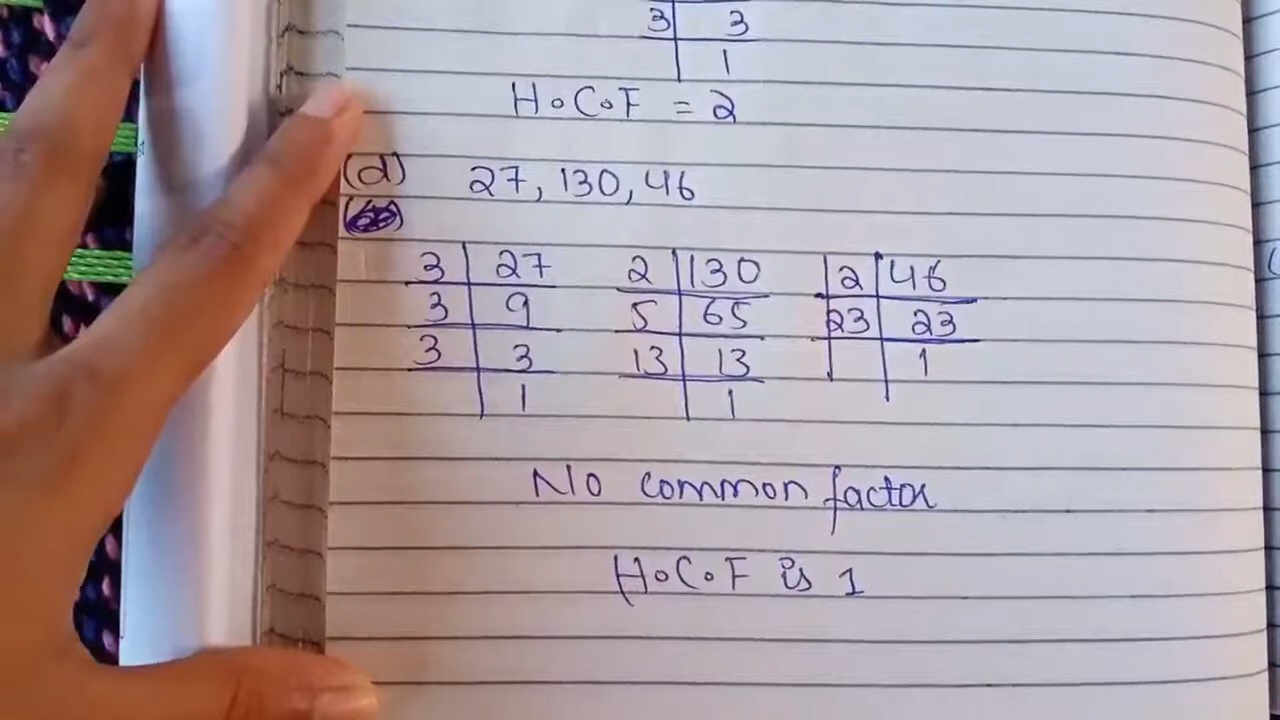 3 3
1
H.C.F = 2
(d) 27, 130, 46
3 27 2 130 2 46
3 9 5 65 23 23
3 3 13 13 1
1 1
No common factor
H.C.F is 1